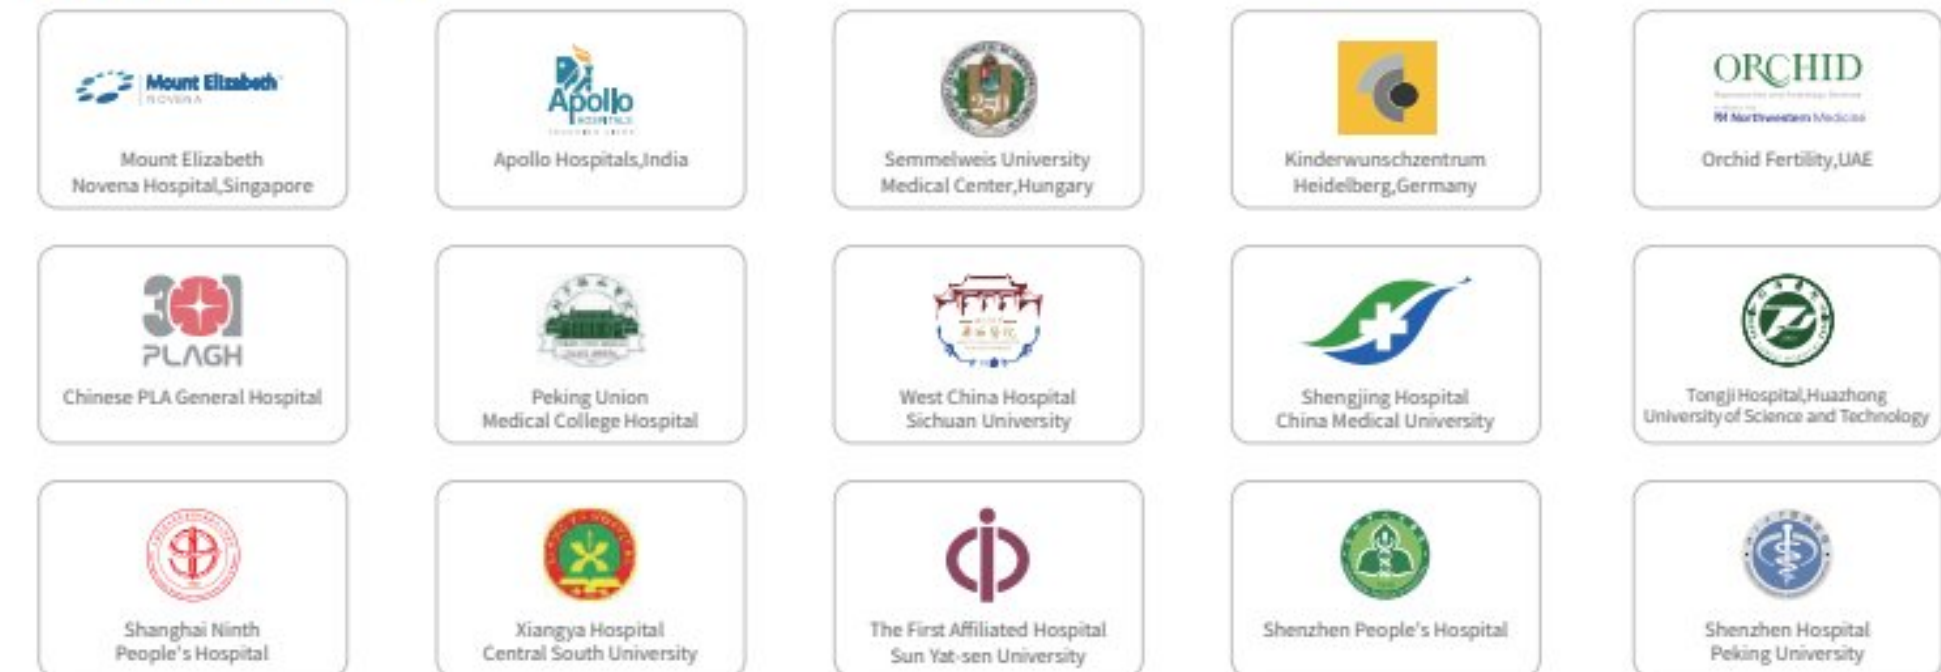 Mount Elizabeth
NOVENA
Mount Elizabeth
Novena Hospital,Singapore
Apollo
HOSPITALS
Apollo Hospitals,India
250
Semmelweis University
Medical Center,Hungary
Kinderwunschzentrum
Heidelberg,Germany
ORCHID
Northwestern Medicine
Orchid Fertility,UAE
301
PLAGH
Chinese PLA General Hospital
Peking Union
Medical College Hospital
West China Hospital
Sichuan University
Shengjing Hospital
China Medical University
Tongji Hospital,Huazhong
University of Science and Technology
Shanghai Ninth
People's Hospital
Xiangya Hospital
Central South University
The First Affiliated Hospital
Sun Yat-sen University
Shenzhen People's Hospital
Shenzhen Hospital
Peking University